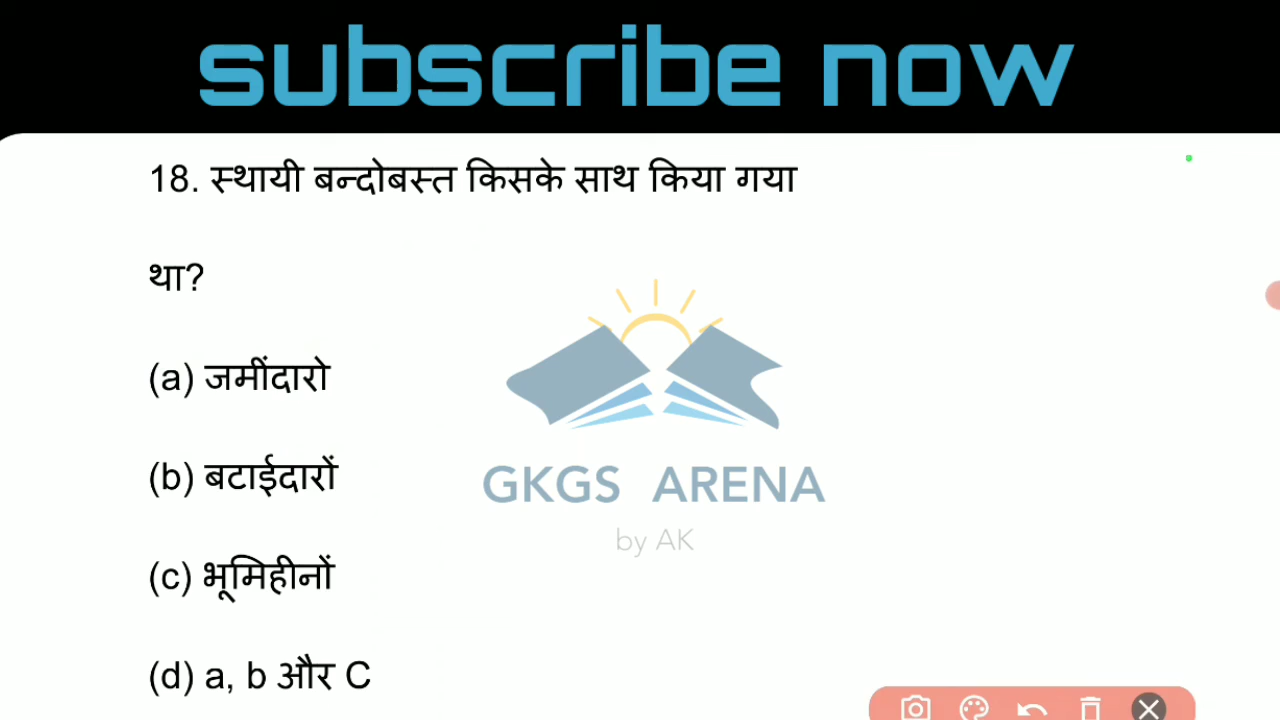 subscribe now
18. स्थायी बन्दोबस्त किसके साथ किया गया
था?
(a) जमींदारो
(b) बटाईदारों
(c) भूमिहीनों
(d) a, b और C
GKGS ARENA
by AK